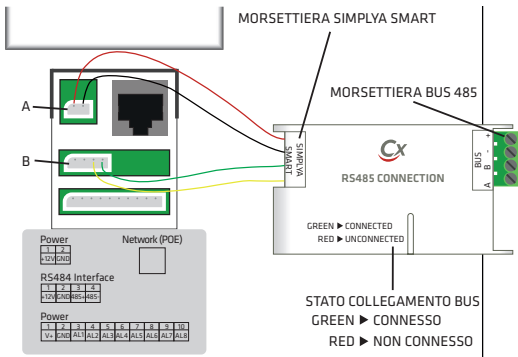 MORSETTIERA SIMPLYA SMART
MORSETTIERA BUS 485
A
B
SIMPLYA
SMART
Cx
RS485 CONNECTION
BUS
+
-
B
A
GREEN ▶ CONNECTED
RED ▶ UNCONNECTED
STATO COLLEGAMENTO BUS
GREEN ▶ CONNESSO
RED ▶ NON CONNESSO
Power
Network (POE)
1 2
+12V GND
RS484 Interface
1 2 3 4
+12V GND 485+ 485-
Power
1 2 3 4 5 6 7 8 9 10
V+ GND AL1 AL2 AL3 AL4 AL5 AL6 AL7 AL8